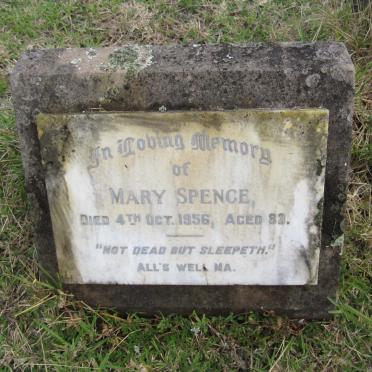 In Loving Memory
of
MARY SPENCE,
DIED 4TH OCT. 1956, AGED 83.
"NOT DEAD BUT SLEEPETH."
ALL'S WELL MA.